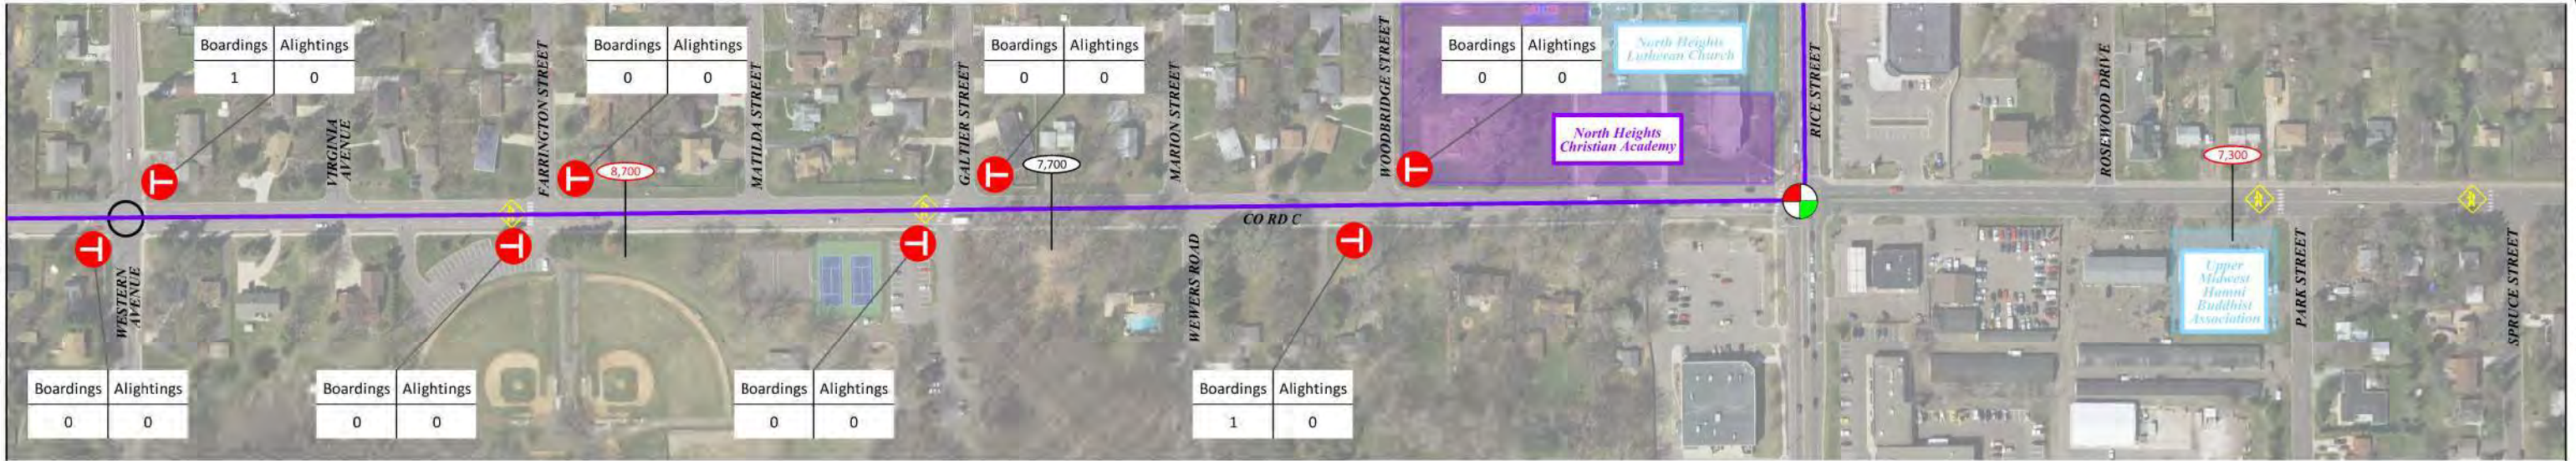 Boardings Alightings
1 0
Boardings Alightings
0 0
Boardings Alightings
0 0
Boardings Alightings
0 0
North Heights
Lutheran Church
North Heights
Christian Academy
VIRGINIA
AVENUE
FARRINGTON STREET
MATILDA STREET
GALTIER STREET
MARION STREET
WOODBRIDGE STREET
RICE STREET
ROSEWOOD DRIVE
T
T
8,700
T
7,700
T
7,300
CO RD C
T
T
T
T
WESTERN
AVENUE
WEWERS ROAD
Upper
Midwest
Hamni
Buddhist
Association
PARK STREET
SPRUCE STREET
Boardings Alightings
0 0
Boardings Alightings
0 0
Boardings Alightings
0 0
Boardings Alightings
1 0